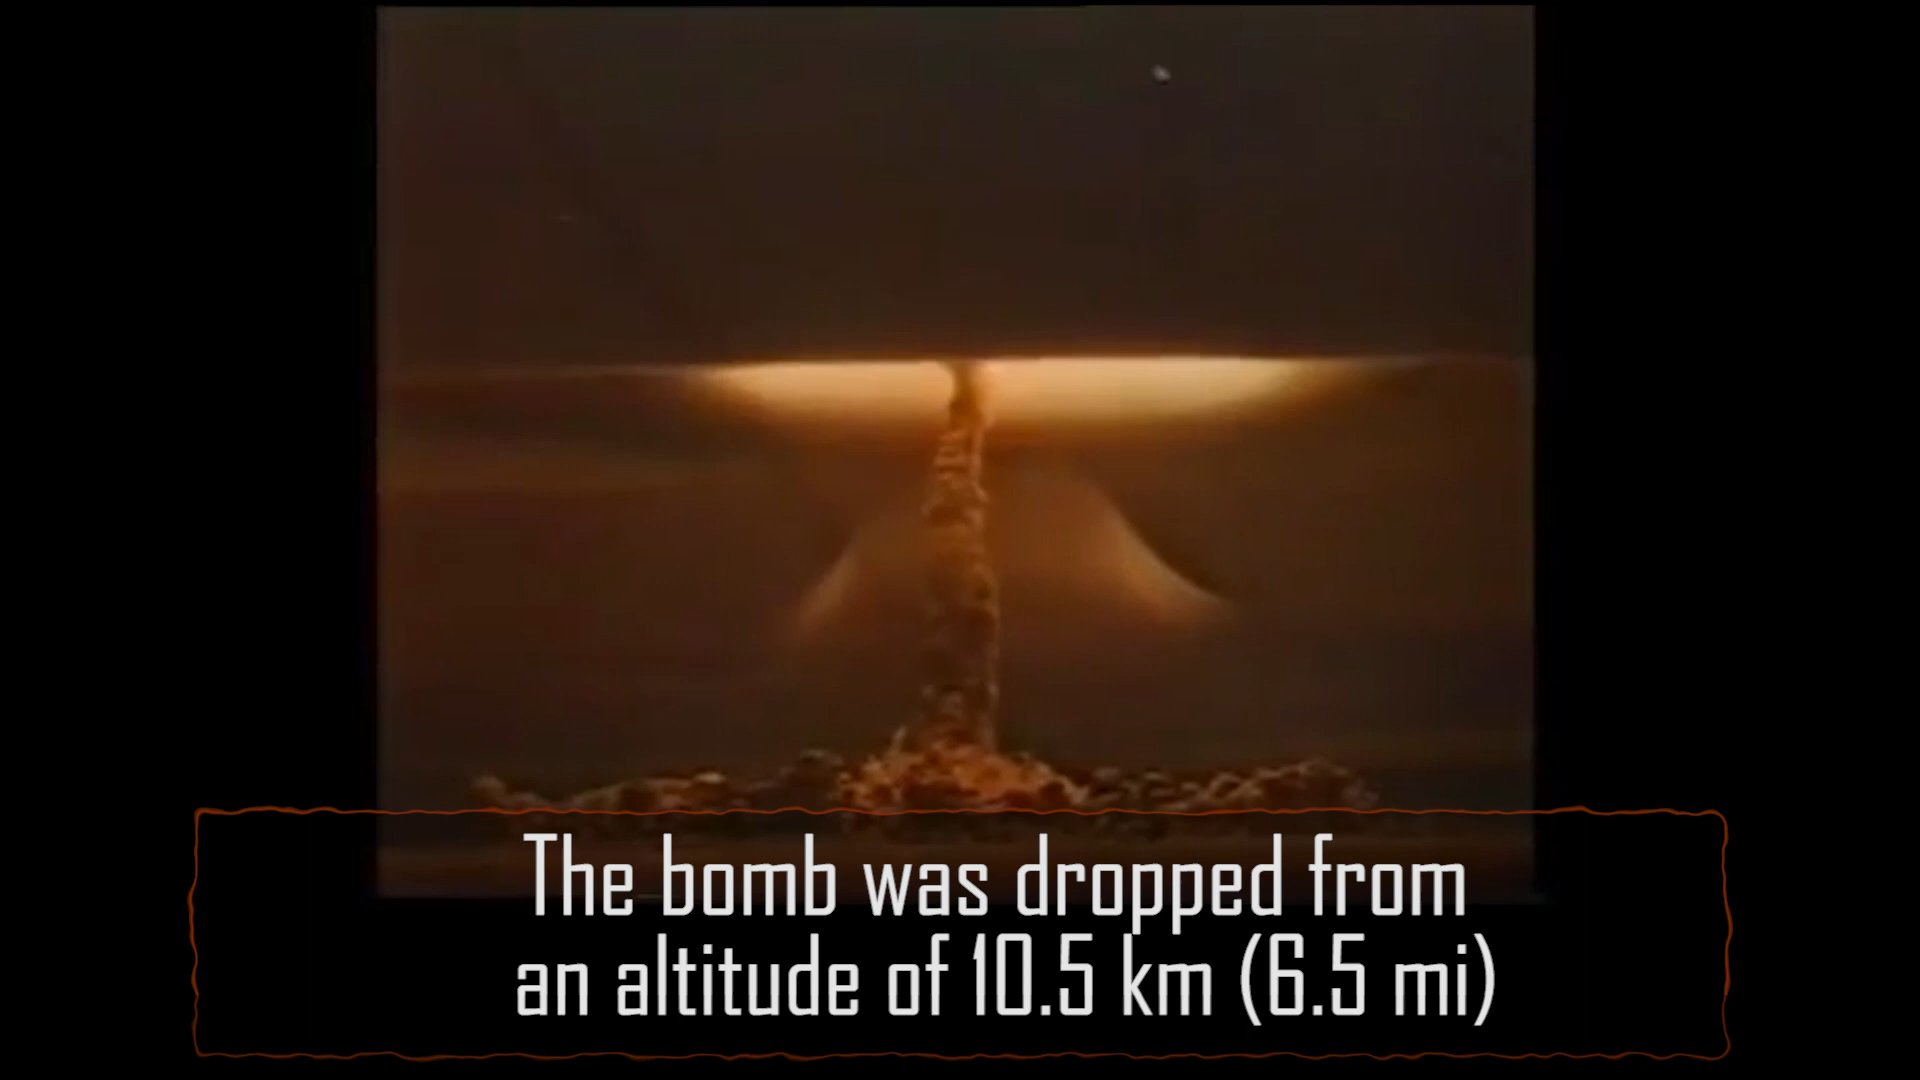 The bomb was dropped from
an altitude of 10.5 km (6.5 mi)